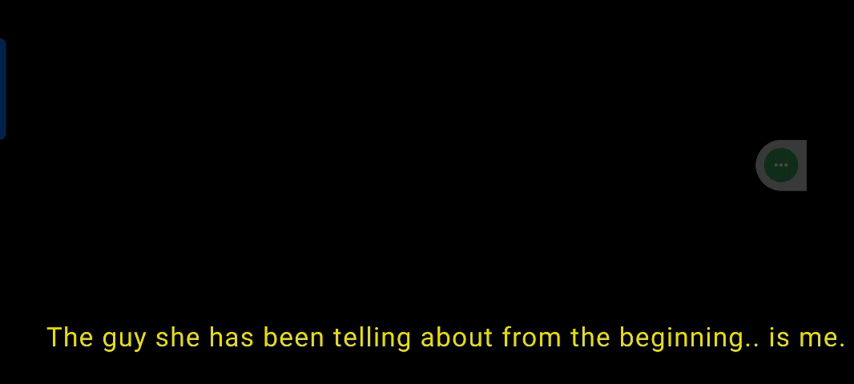 The guy she has been telling about from the beginning.. is me.